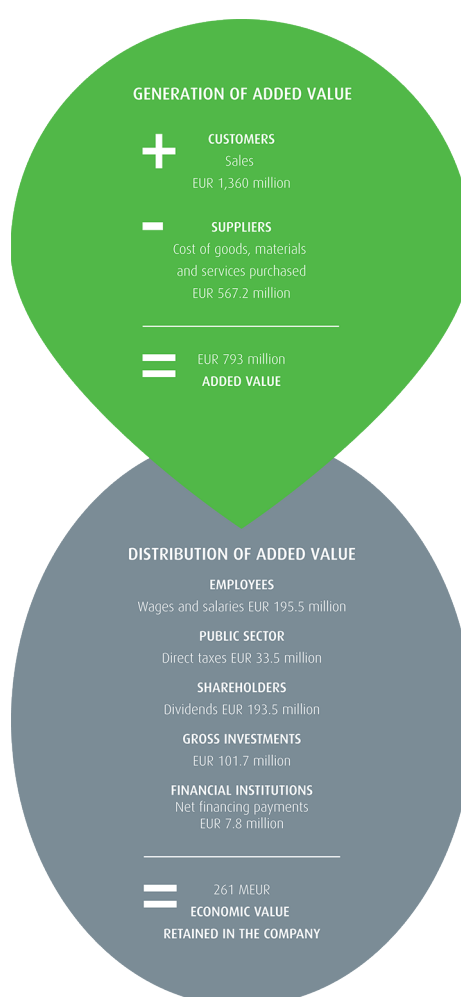 GENERATION OF ADDED VALUE
+ CUSTOMERS
Sales
EUR 1,360 million
- SUPPLIERS
Cost of goods, materials
and services purchased
EUR 567.2 million
= EUR 793 million
ADDED VALUE
DISTRIBUTION OF ADDED VALUE
EMPLOYEES
Wages and salaries EUR 195.5 million
PUBLIC SECTOR
Direct taxes EUR 33.5 million
SHAREHOLDERS
Dividends EUR 193.5 million
GROSS INVESTMENTS
EUR 101.7 million
FINANCIAL INSTITUTIONS
Net financing payments
EUR 7.8 million
= 261 MEUR
ECONOMIC VALUE
RETAINED IN THE COMPANY